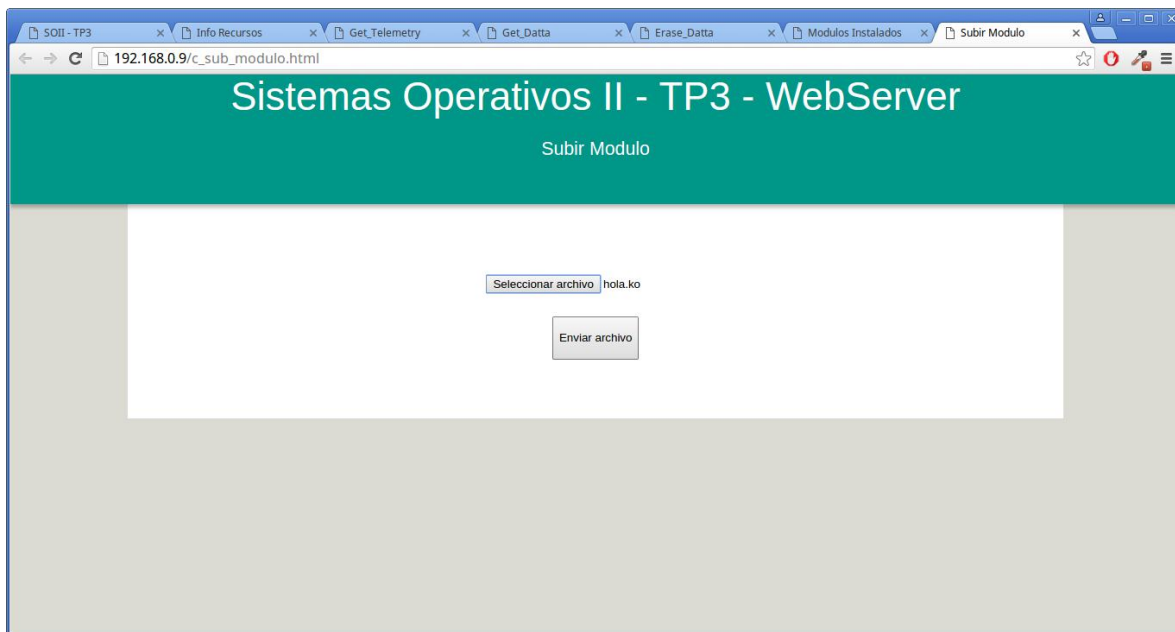 SOII - TP3 Info Recursos Get_Telemetry Get_Datta Erase_Datta Modulos Instalados Subir Modulo
192.168.0.9/c_sub_modulo.html
Sistemas Operativos II - TP3 - WebServer
Subir Modulo
Seleccionar archivo hola.ko
Enviar archivo